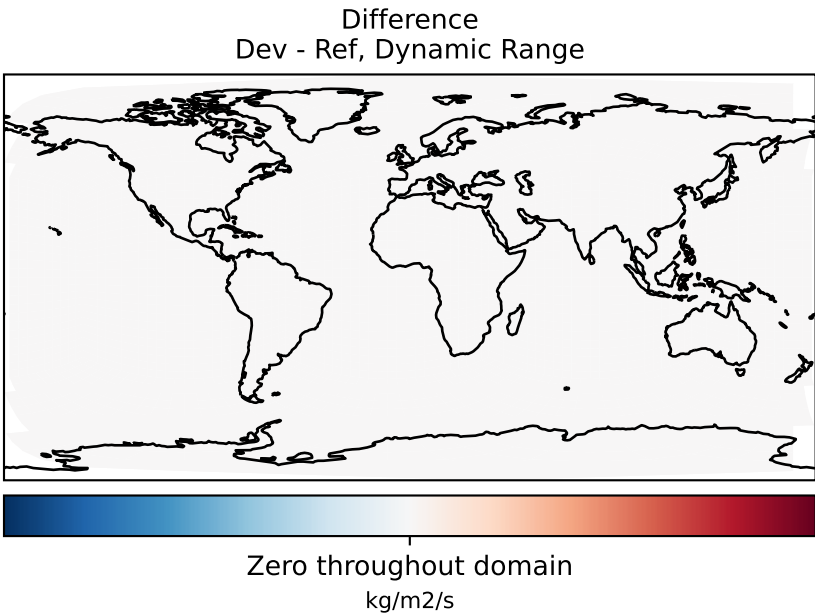 Difference
Dev - Ref, Dynamic Range
Zero throughout domain
kg/m2/s